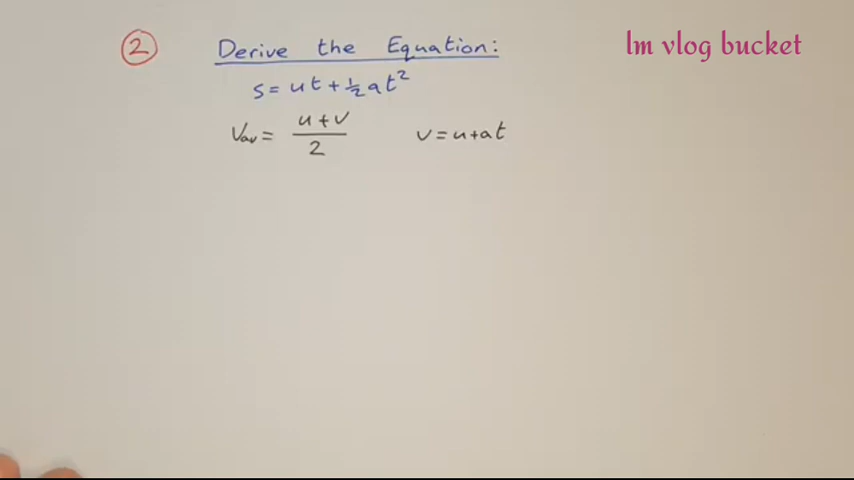 ② Derive the Equation:
lm vlog bucket
s = ut + ½at²
Vav = u+v/2    v = u+at